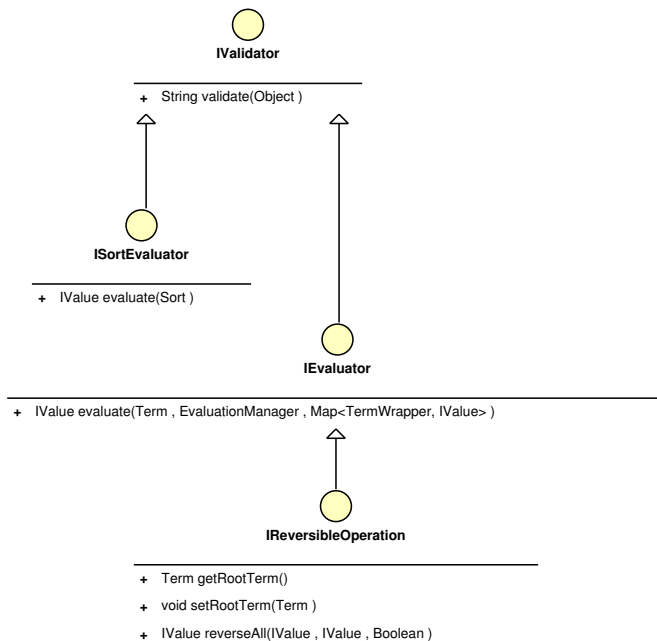 IValidator
+ String validate(Object )
ISortEvaluator
+ IValue evaluate(Sort )
IEvaluator
+ IValue evaluate(Term , EvaluationManager , Map<TermWrapper, IValue> )
IReversibleOperation
+ Term getRootTerm()
+ void setRootTerm(Term )
+ IValue reverseAll(IValue , IValue , Boolean )